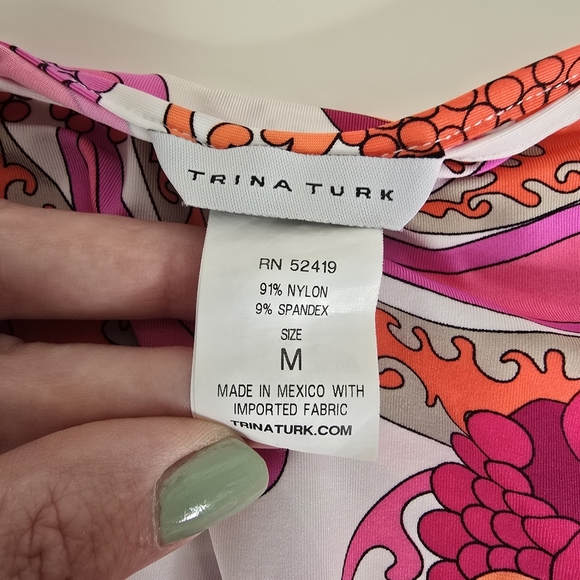 TRINA TURK
RN 52419
91% NYLON
9% SPANDEX
SIZE
M
MADE IN MEXICO WITH
IMPORTED FABRIC
TRINATURK.COM